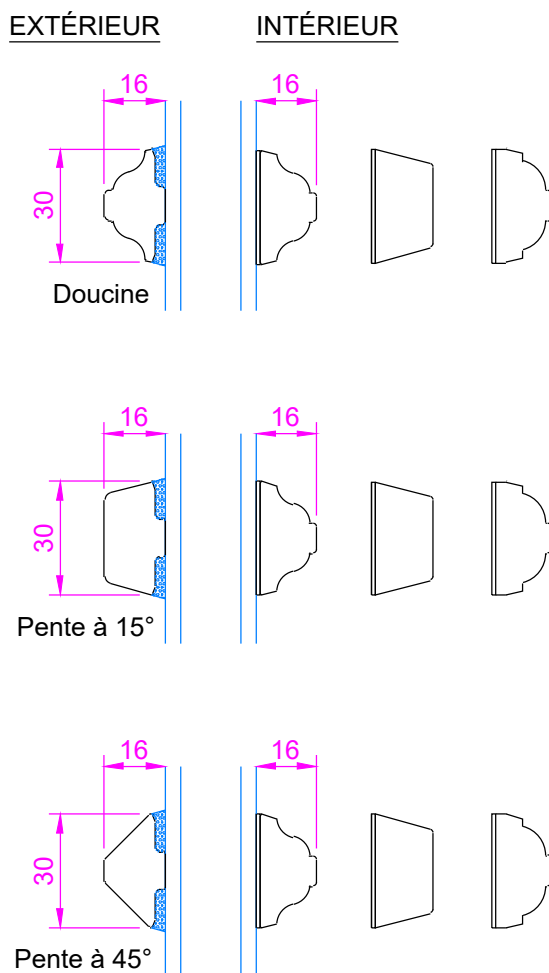 EXTÉRIEUR
INTÉRIEUR
16
16
30
Doucine
16
16
30
Pente à 15°
16
16
30
Pente à 45°